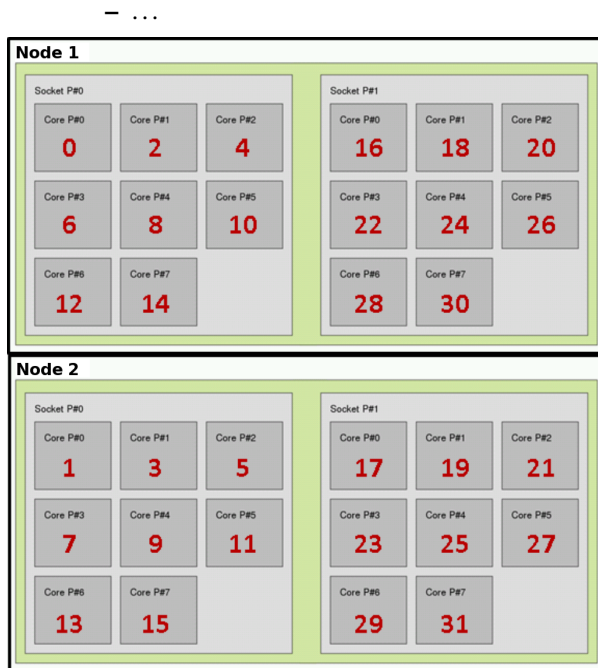 – ...
Node 1
Socket P#0
Core P#0 Core P#1 Core P#2
0 2 4
Core P#3 Core P#4 Core P#5
6 8 10
Core P#6 Core P#7
12 14
Socket P#1
Core P#0 Core P#1 Core P#2
16 18 20
Core P#3 Core P#4 Core P#5
22 24 26
Core P#6 Core P#7
28 30
Node 2
Socket P#0
Core P#0 Core P#1 Core P#2
1 3 5
Core P#3 Core P#4 Core P#5
7 9 11
Core P#6 Core P#7
13 15
Socket P#1
Core P#0 Core P#1 Core P#2
17 19 21
Core P#3 Core P#4 Core P#5
23 25 27
Core P#6 Core P#7
29 31